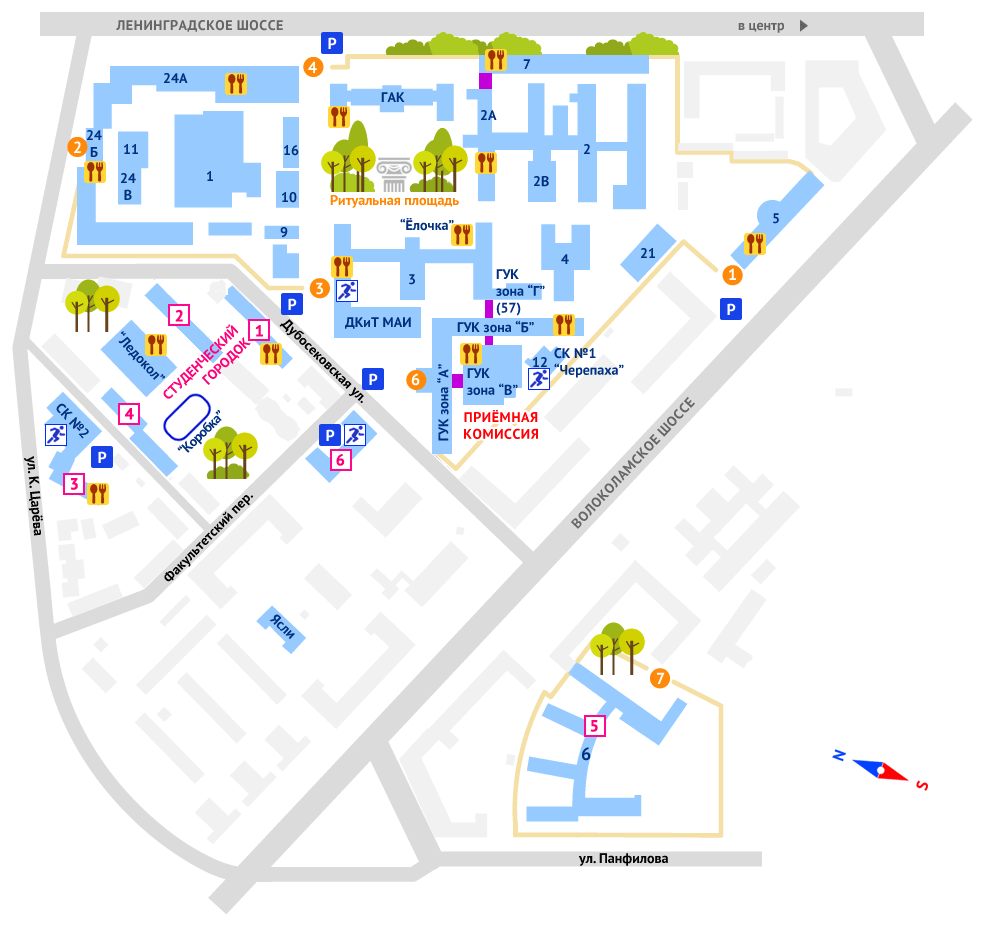 ЛЕНИНГРАДСКОЕ ШОССЕ
в центр
P
4
7
24А
ГАК
2А
2
24
Б
11
16
2
1
24
В
10
2В
Ритуальная площадь
5
9
“Ёлочка”
21
4
1
3
3
ГУК
зона “Г”
(57)
P
P
2
1
ДКиТ МАИ
ГУК зона “Б”
Дубосековская ул.
“Ледокол”
СТУДЕНЧЕСКИЙ
ГОРОДОК
12
СК №1
“Черепаха”
6
P
ГУК зона “А”
ГУК
зона “В”
ПРИЁМНАЯ
КОМИССИЯ
4
СК №2
“Коробка”
P
6
P
3
ул. К. Царёва
ВОЛОКОЛАМСКОЕ ШОССЕ
Факультетский пер.
Ясли
7
5
6
N
S
ул. Панфилова